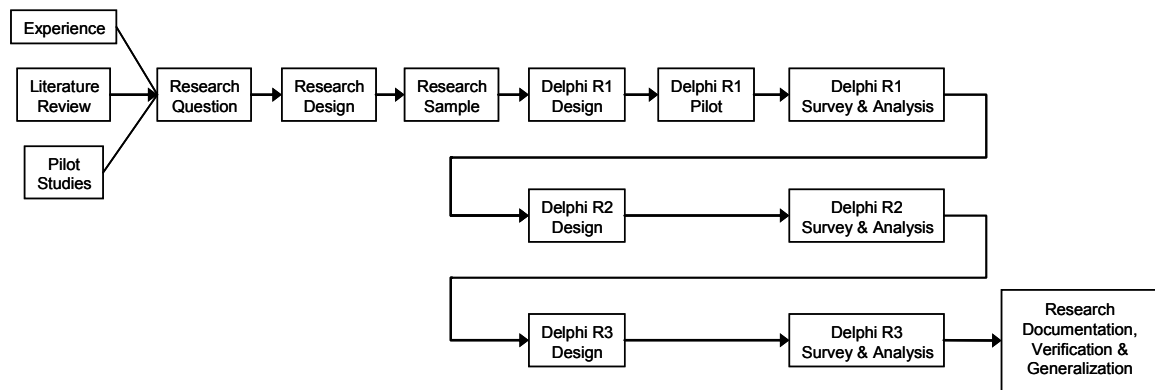 Experience
Literature
Review
Pilot
Studies
Research
Question
Research
Design
Research
Sample
Delphi R1
Design
Delphi R1
Pilot
Delphi R1
Survey & Analysis
Delphi R2
Design
Delphi R2
Survey & Analysis
Delphi R3
Design
Delphi R3
Survey & Analysis
Research
Documentation,
Verification &
Generalization